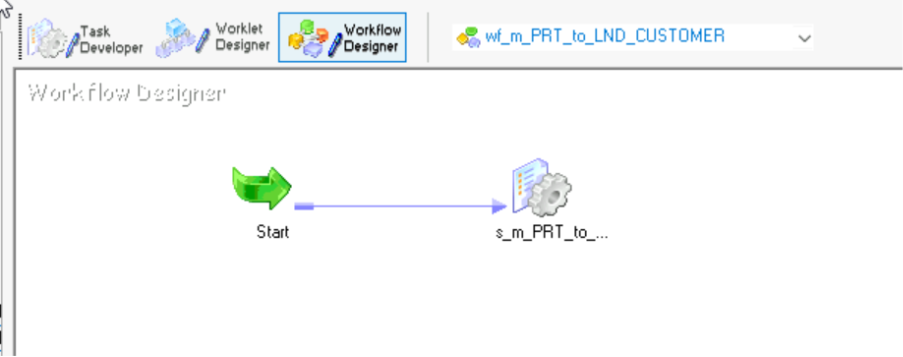 Task
Developer
Worklet
Designer
Workflow
Designer
wf_m_PRT_to_LND_CUSTOMER
Workflow Designer
Start
s_m_PRT_to_...